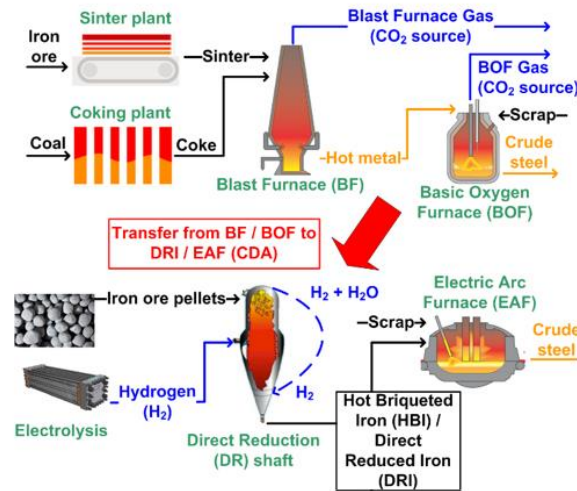 Sinter plant
Iron
ore
Sinter
Blast Furnace Gas
(CO₂ source)
BOF Gas
(CO₂ source)
Coking plant
Coal
Coke
Scrap
Hot metal
Crude
steel
Blast Furnace (BF)
Basic Oxygen
Furnace (BOF)
Transfer from BF / BOF to
DRI / EAF (CDA)
Iron ore pellets
H₂ + H₂O
Electric Arc
Furnace (EAF)
Scrap
Crude
steel
Hydrogen
(H₂)
H₂
Electrolysis
Direct Reduction
(DR) shaft
Hot Briqueted
Iron (HBI) /
Direct
Reduced Iron
(DRI)